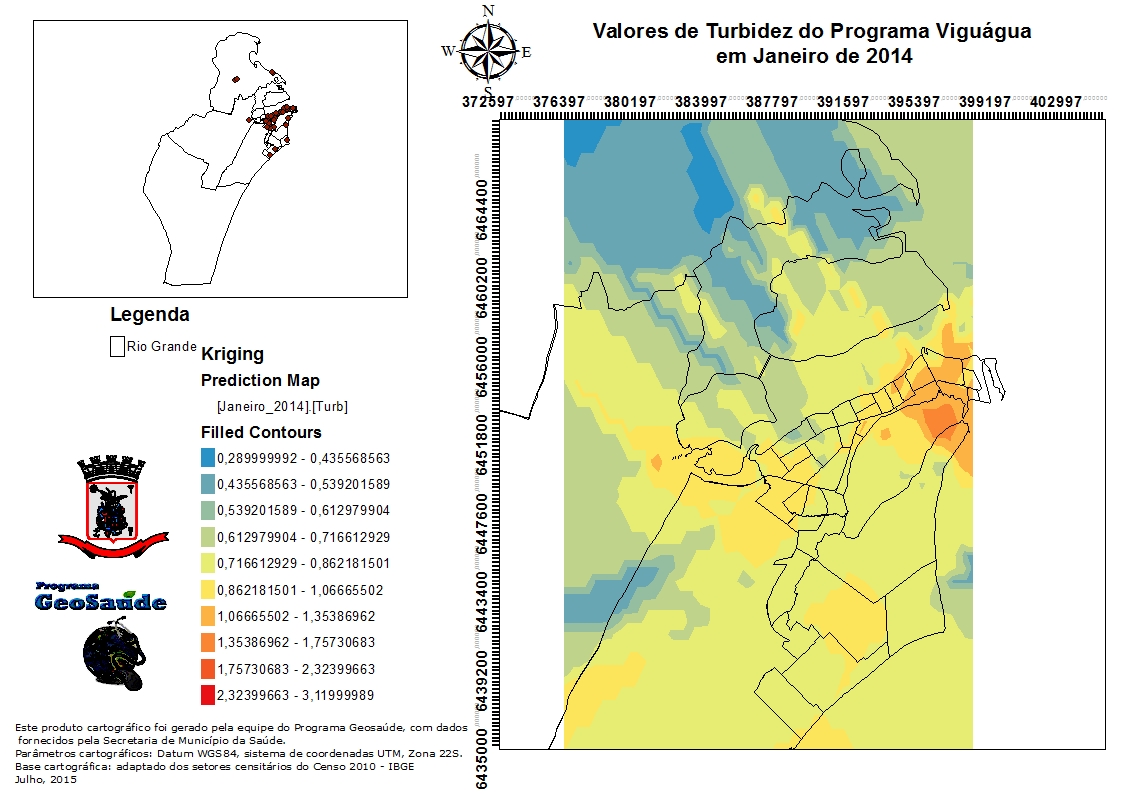 Valores de Turbidez do Programa Viguágua
em Janeiro de 2014
N
W
E
S
372597 376397 380197 383997 387797 391597 395397 399197 402997
6464400
6460200
6456000
6451800
6447600
6443400
6439200
6435000
Legenda
Rio Grande
Kriging
Prediction Map
[Janeiro_2014].[Turb]
Filled Contours
0,289999992 - 0,435568563
0,435568563 - 0,539201589
0,539201589 - 0,612979904
0,612979904 - 0,716612929
0,716612929 - 0,862181501
0,862181501 - 1,06665502
1,06665502 - 1,35386962
1,35386962 - 1,75730683
1,75730683 - 2,32399663
2,32399663 - 3,11999989
Programa
GeoSaúde
Este produto cartográfico foi gerado pela equipe do Programa Geosaúde, com dados
fornecidos pela Secretaria de Município da Saúde.
Parâmetros cartográficos: Datum WGS84, sistema de coordenadas UTM, Zona 22S.
Base cartográfica: adaptado dos setores censitários do Censo 2010 - IBGE
Julho, 2015